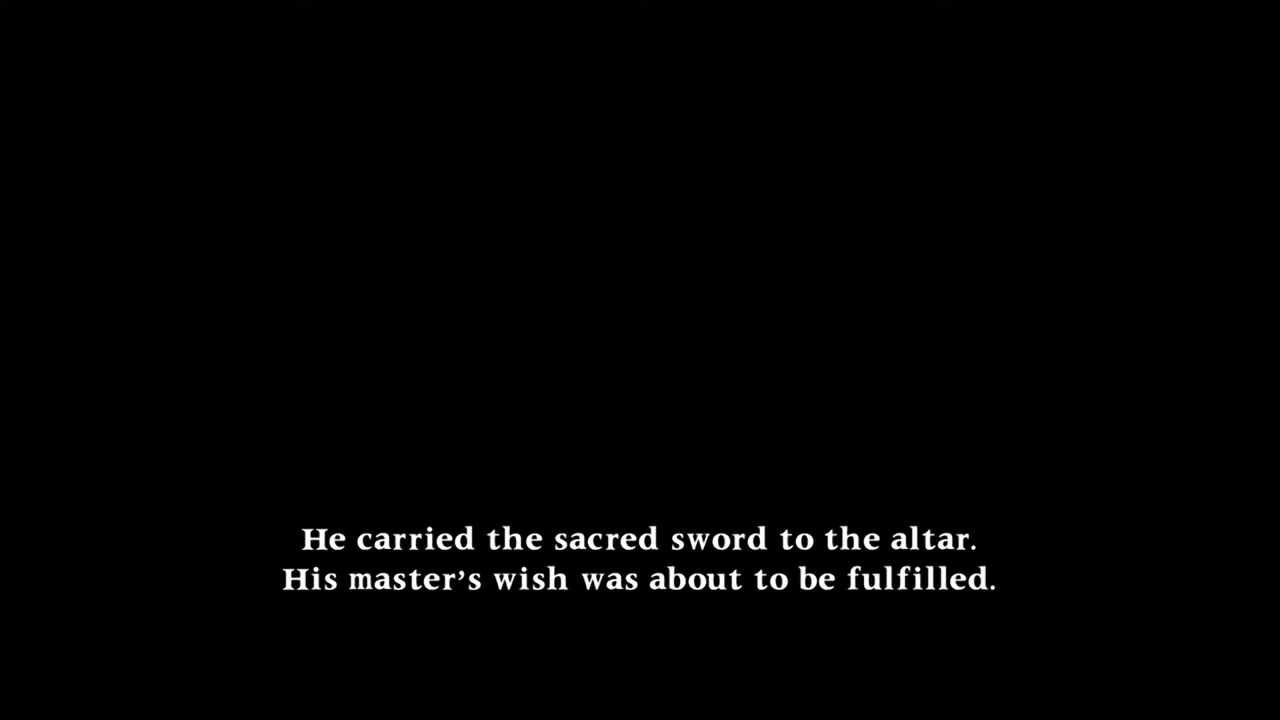 He carried the sacred sword to the altar.
His master’s wish was about to be fulfilled.